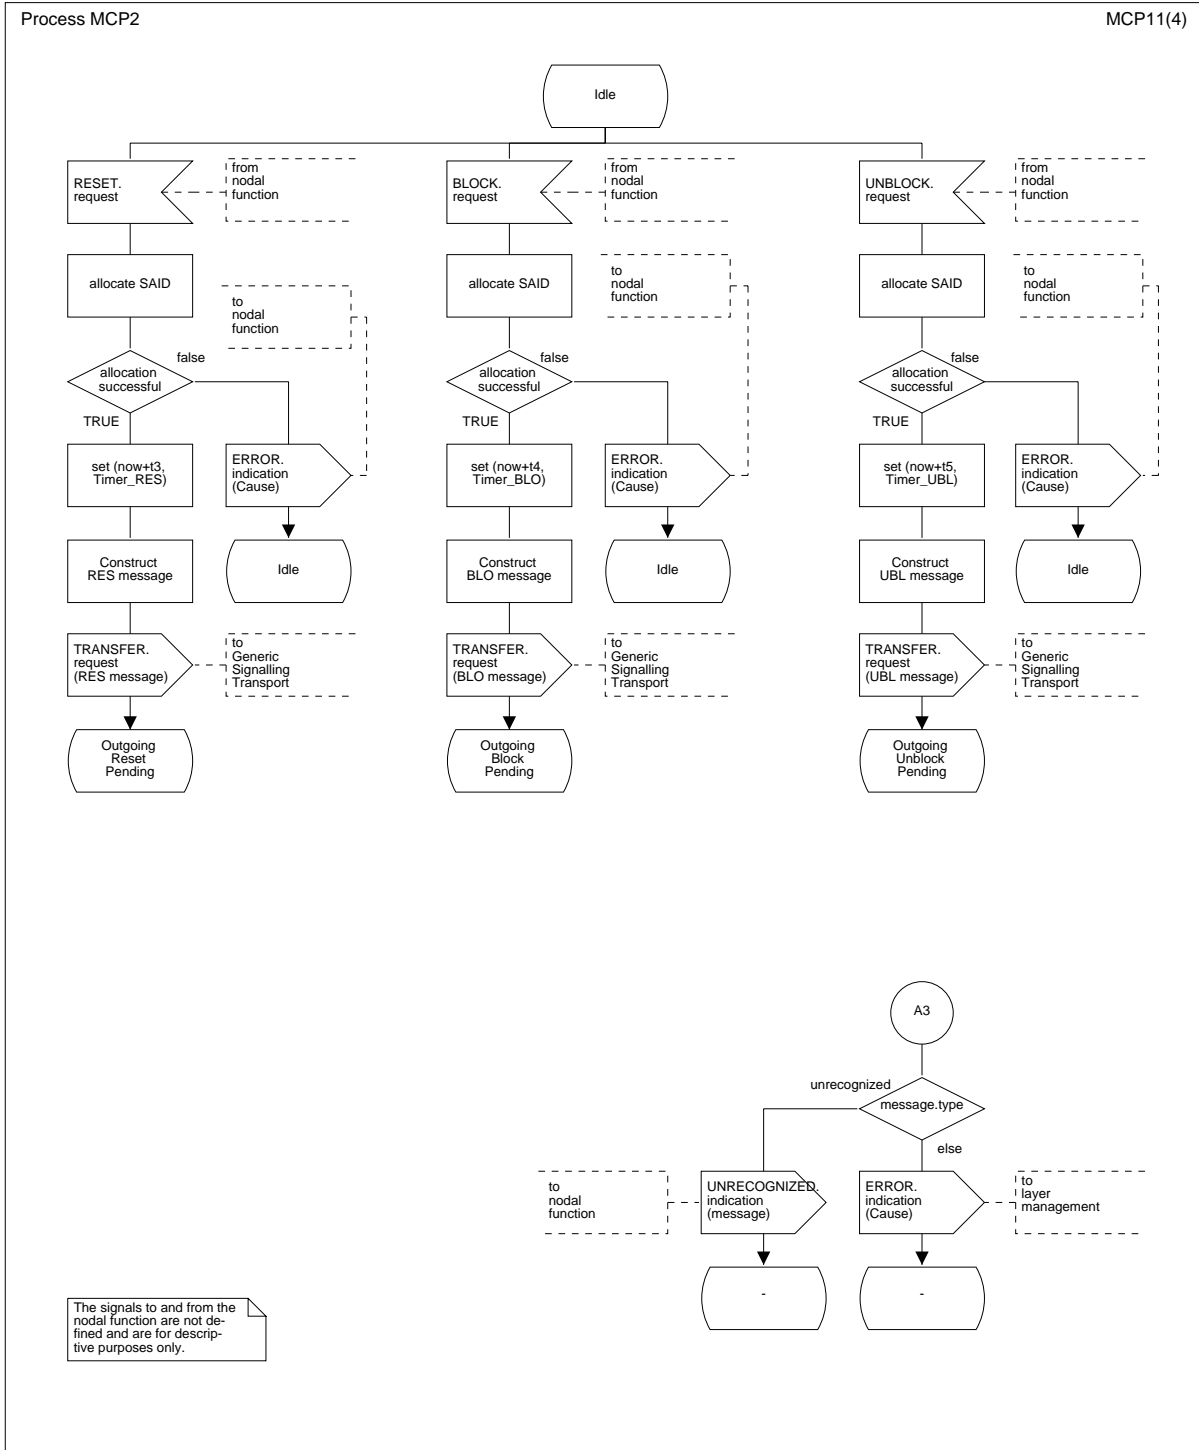 Process MCP2
MCP11(4)
Idle
RESET.
request
from
nodal
function
BLOCK.
request
from
nodal
function
UNBLOCK.
request
from
nodal
function
allocate SAID
to
nodal
function
allocate SAID
to
nodal
function
allocate SAID
to
nodal
function
allocation
successful
false
TRUE
allocation
successful
false
TRUE
allocation
successful
false
TRUE
set (now+t3,
Timer_RES)
ERROR.
indication
(Cause)
set (now+t4,
Timer_BLO)
ERROR.
indication
(Cause)
set (now+t5,
Timer_UBL)
ERROR.
indication
(Cause)
Construct
RES message
Idle
Construct
BLO message
Idle
Construct
UBL message
Idle
TRANSFER.
request
(RES message)
to
Generic
Signalling
Transport
TRANSFER.
request
(BLO message)
to
Generic
Signalling
Transport
TRANSFER.
request
(UBL message)
to
Generic
Signalling
Transport
Outgoing
Reset
Pending
Outgoing
Block
Pending
Outgoing
Unblock
Pending
A3
unrecognized
message.type
else
to
nodal
function
UNRECOGNIZED.
indication
(message)
ERROR.
indication
(Cause)
to
layer
management
-
-
The signals to and from the
nodal function are not de-
fined and are for descrip-
tive purposes only.